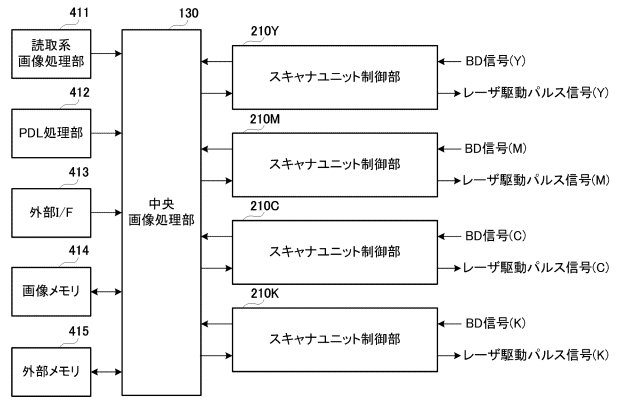 411
読取系
画像処理部
412
PDL処理部
413
外部I/F
414
画像メモリ
415
外部メモリ
130
中央
画像処理部
210Y
スキャナユニット制御部
BD信号(Y)
レーザ駆動パルス信号(Y)
210M
スキャナユニット制御部
BD信号(M)
レーザ駆動パルス信号(M)
210C
スキャナユニット制御部
BD信号(C)
レーザ駆動パルス信号(C)
210K
スキャナユニット制御部
BD信号(K)
レーザ駆動パルス信号(K)